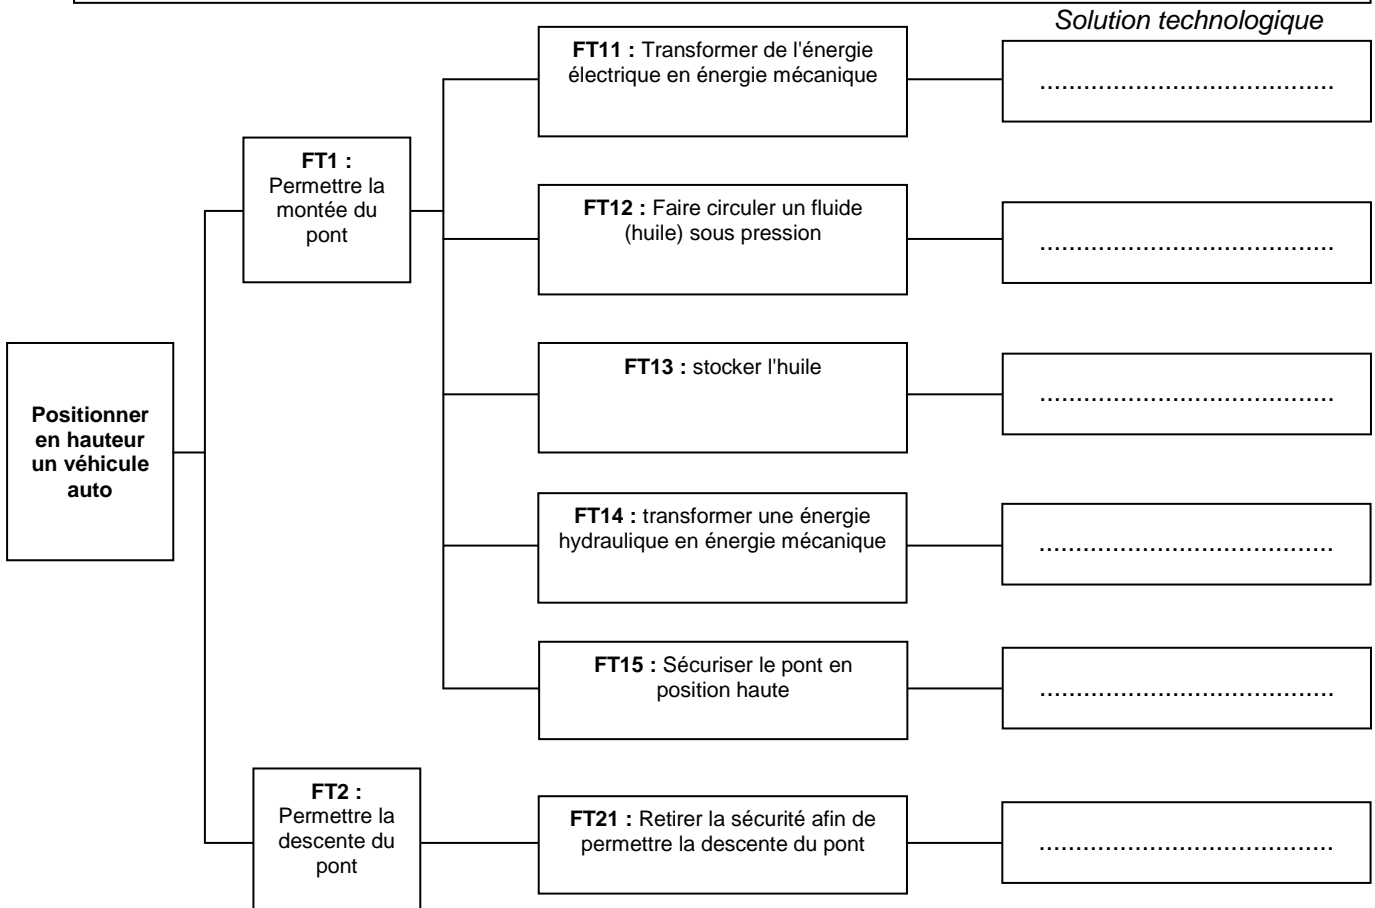 Solution technologique
FT11 : Transformer de l'énergie
électrique en énergie mécanique
.......................................
FT1 :
Permettre la
montée du
pont
FT12 : Faire circuler un fluide
(huile) sous pression
.......................................
FT13 : stocker l'huile
.......................................
Positionner
en hauteur
un véhicule
auto
FT14 : transformer une énergie
hydraulique en énergie mécanique
.......................................
FT15 : Sécuriser le pont en
position haute
.......................................
FT2 :
Permettre la
descente du
pont
FT21 : Retirer la sécurité afin de
permettre la descente du pont
.......................................